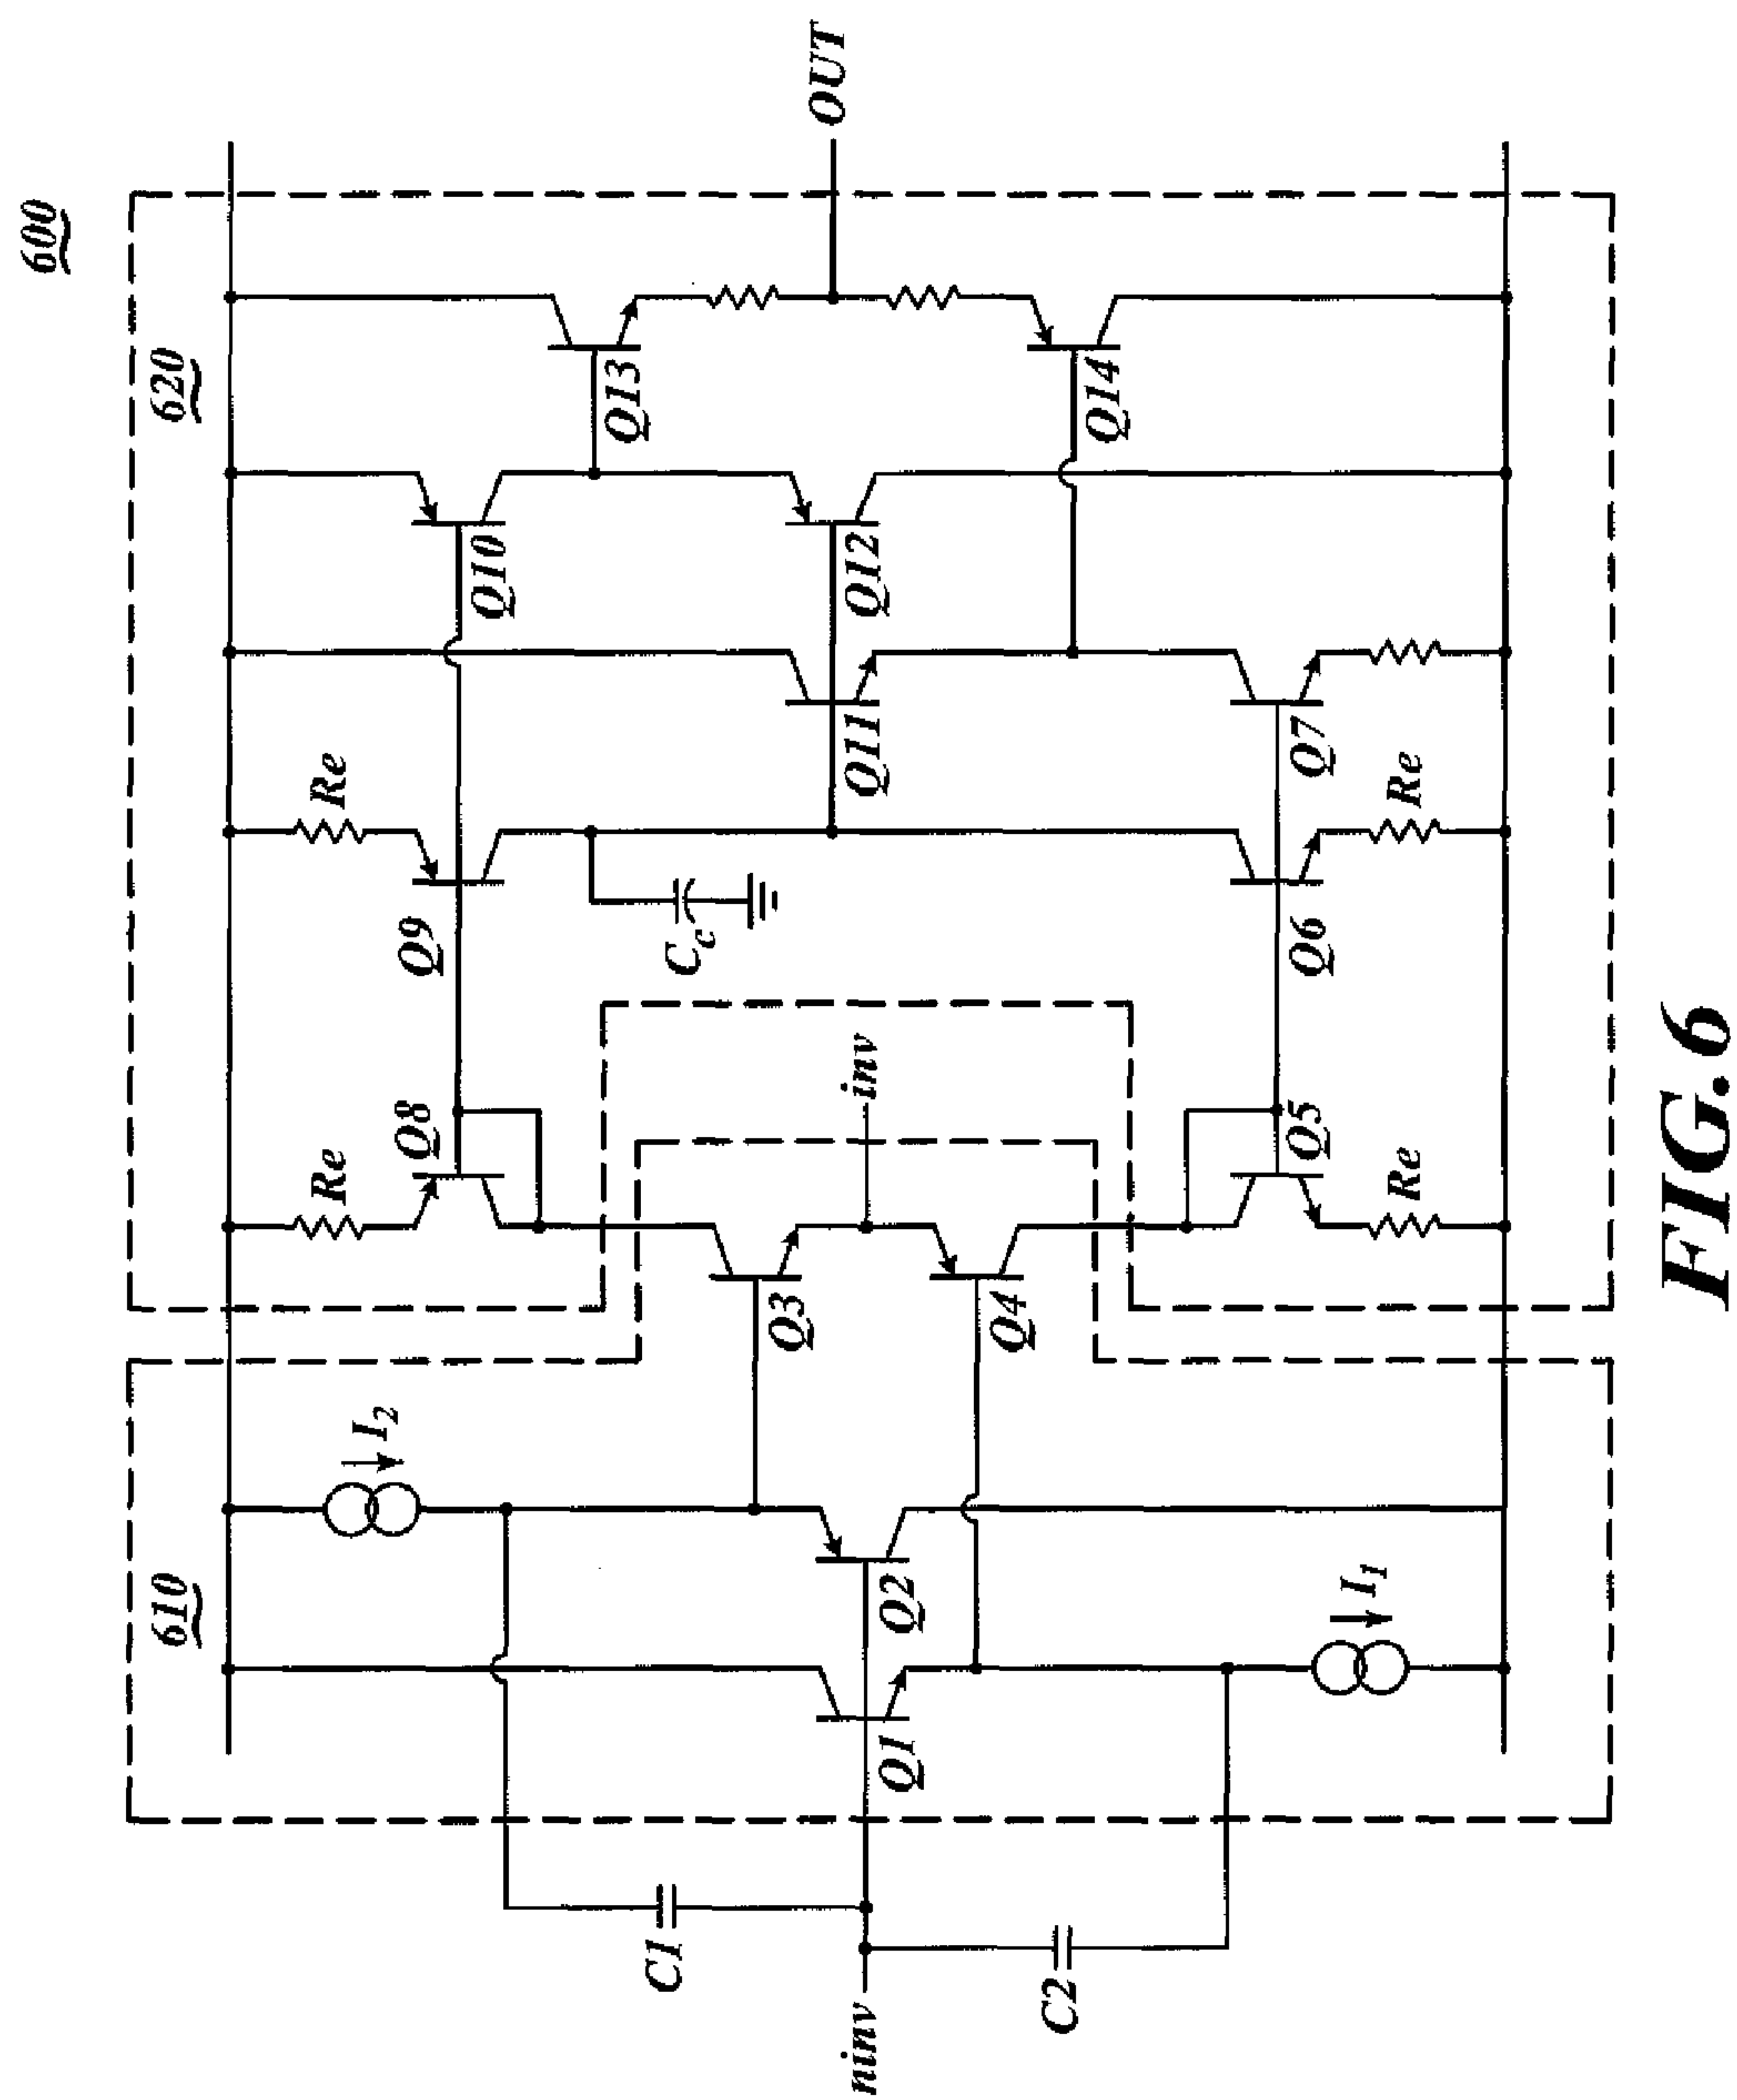 600
620
OUT
Q13
Q14
Q10
Q12
Re
Q11
Q7
Re
Q9
Cc
Q6
inv
Re
Q8
Q5
Re
Q3
Q4
I2
610
Q2
I1
Q1
C1
C2
ninv
FIG.6